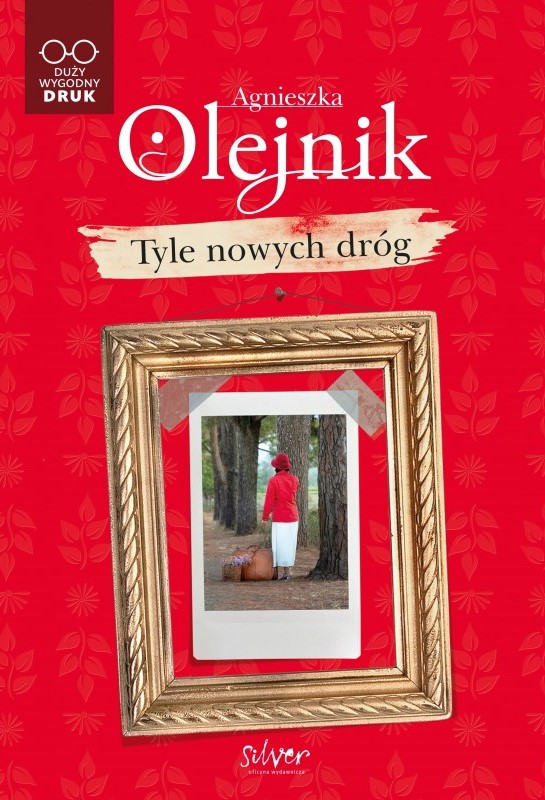 DUŻY
WYGODNY
DRUK
Agnieszka
Olejnik
Tyle nowych dróg
Silver
oficyna wydawnicza